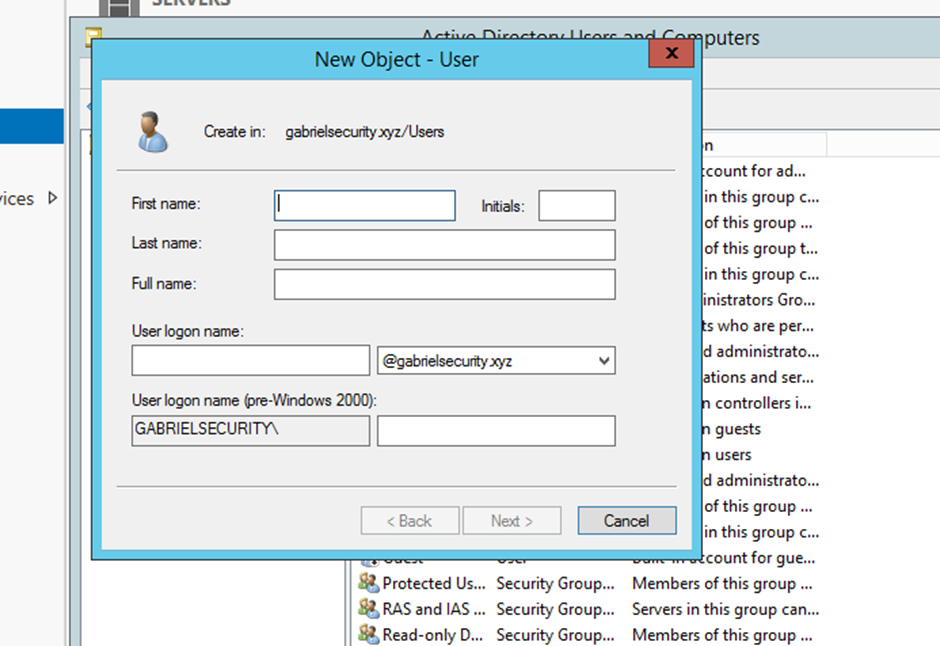 SERVERS
Active Directory Users and Computers
New Object - User
x
Create in: gabrielsecurity.xyz/Users
First name: Initials:
Last name:
Full name:
User logon name:
@gabrielsecurity.xyz
User logon name (pre-Windows 2000):
GABRIELSECURITY\
< Back Next > Cancel
vices
on
ccount for ad...
in this group c...
of this group ...
of this group t...
in this group c...
inistrators Gro...
ts who are per...
d administrato...
ations and ser...
n controllers i...
n guests
n users
d administrato...
of this group ...
in this group c...
Guest User Built-in account for gue...
Protected Us... Security Group... Members of this group ...
RAS and IAS ... Security Group... Servers in this group can...
Read-only D... Security Group... Members of this group ...